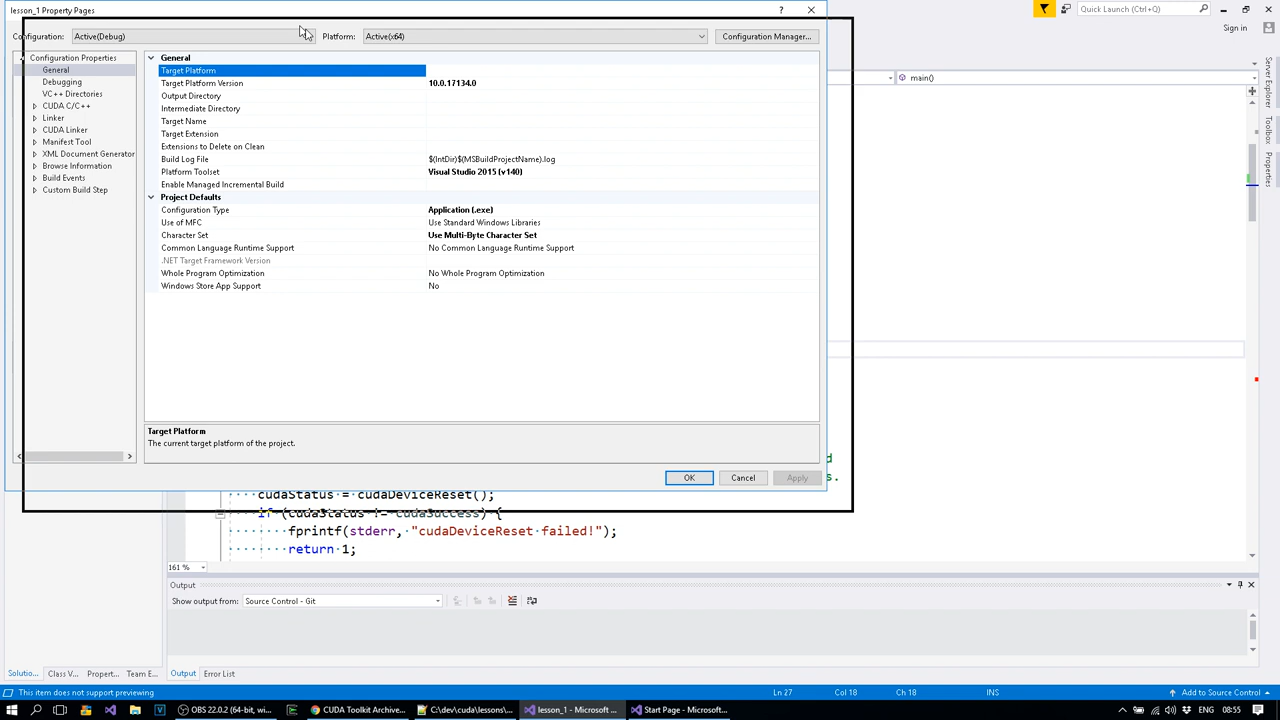 lesson_1 Property Pages
?
Quick Launch (Ctrl+Q)
Sign in
Configuration: Active(Debug) Platform: Active(x64) Configuration Manager...
Configuration Properties
General
Debugging
VC++ Directories
CUDA C/C++
Linker
CUDA Linker
Manifest Tool
XML Document Generator
Browse Information
Build Events
Custom Build Step
General
Target Platform
Target Platform Version 10.0.17134.0
Output Directory
Intermediate Directory
Target Name
Target Extension
Extensions to Delete on Clean
Build Log File $(IntDir)$(MSBuildProjectName).log
Platform Toolset Visual Studio 2015 (v140)
Enable Managed Incremental Build
Project Defaults
Configuration Type Application (.exe)
Use of MFC Use Standard Windows Libraries
Character Set Use Multi-Byte Character Set
Common Language Runtime Support No Common Language Runtime Support
.NET Target Framework Version
Whole Program Optimization No Whole Program Optimization
Windows Store App Support No
Target Platform
The current target platform of the project.
OK Cancel Apply
main()
Server Explorer
Toolbox
Properties
d
s.
cudaStatus = cudaDeviceReset();
if (cudaStatus != cudaSuccess) {
fprintf(stderr, "cudaDeviceReset failed!");
return 1;
161 %
Output
Show output from: Source Control - Git
Solutio... Class V... Propert... Team E...
Output Error List
This item does not support previewing Ln 27 Col 18 Ch 18 INS Add to Source Control
OBS 22.0.2 (64-bit, wi... CUDA Toolkit Archive... C:\dev\cuda\lessons\... lesson_1 - Microsoft ... Start Page - Microsoft... ENG 08:55